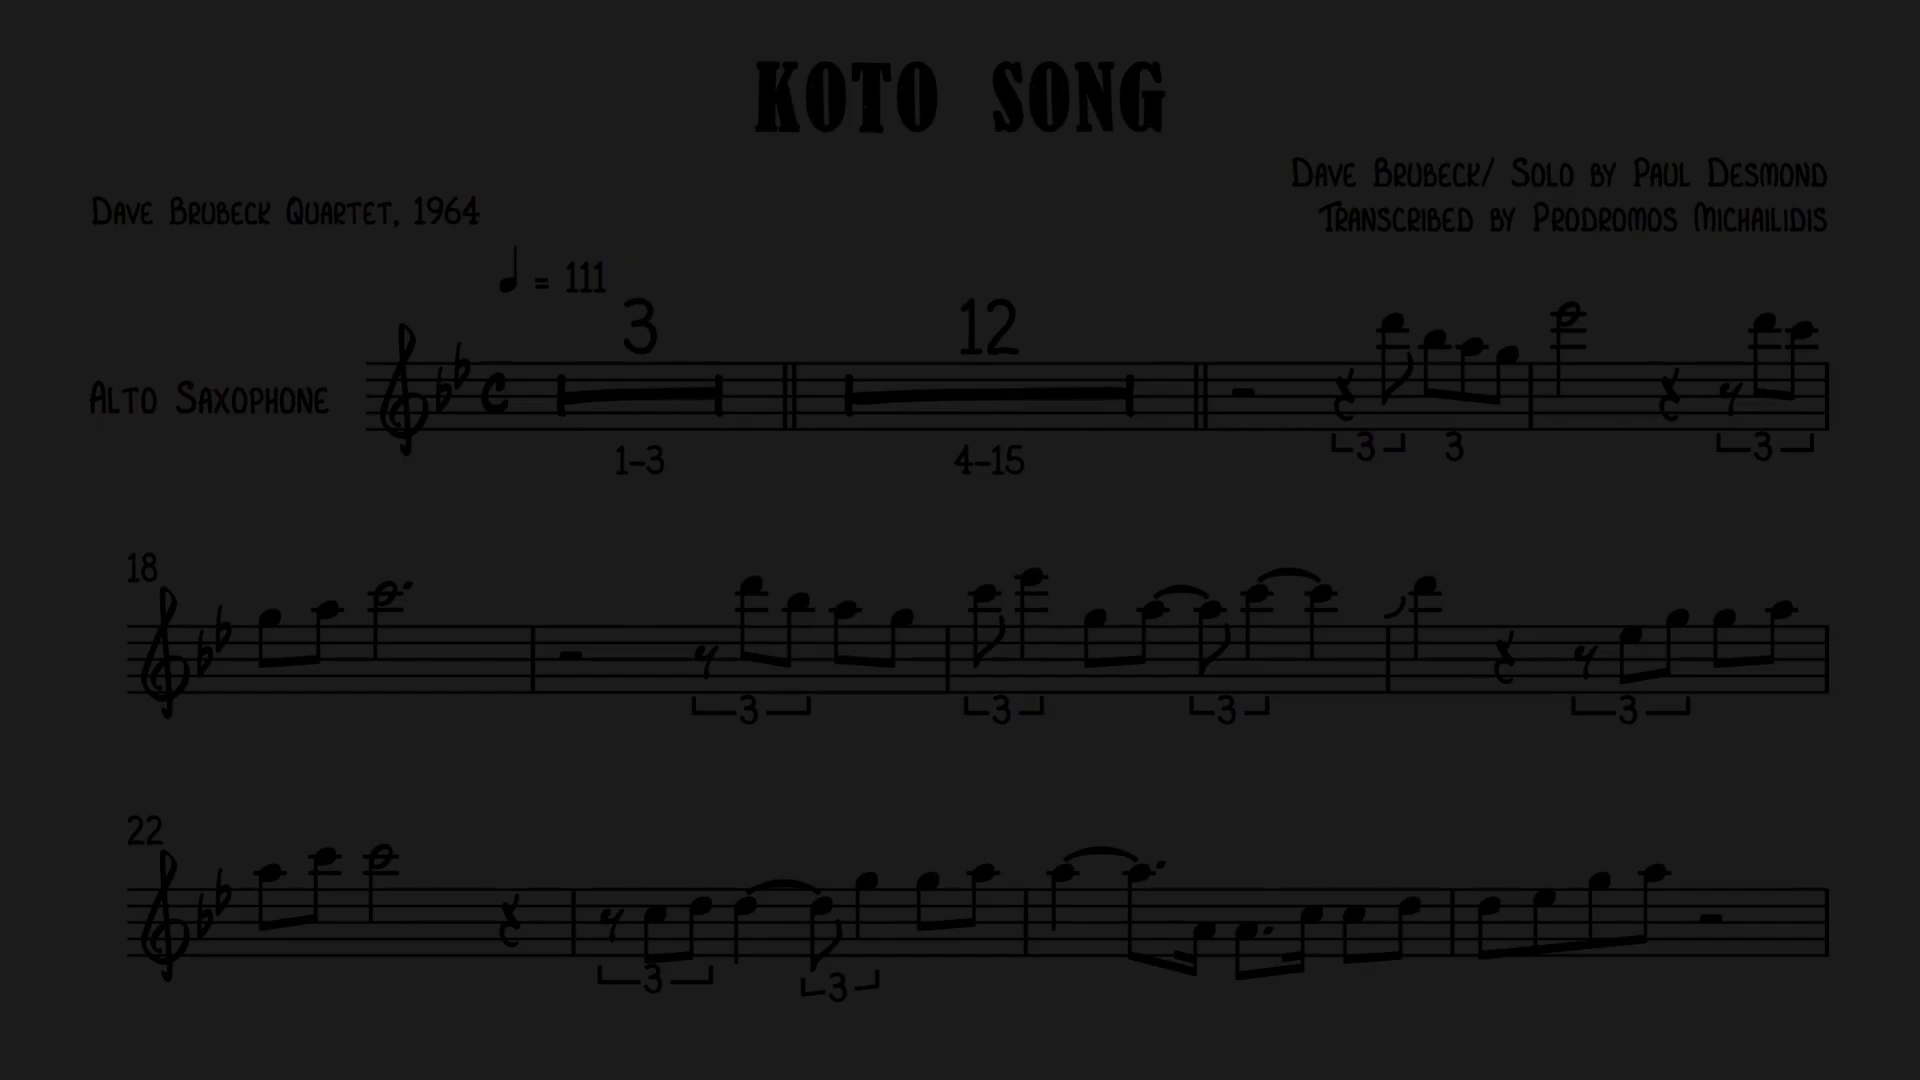 KOTO SONG
DAVE BRUBECK/ SOLO BY PAUL DESMOND
DAVE BRUBECK QUARTET, 1964
TRANSCRIBED BY PRODROMOS MICHAILIDIS
= 111
3 12
ALTO SAXOPHONE
3 3 3
1-3 4-15
18
3 3 3 3
22
3 3